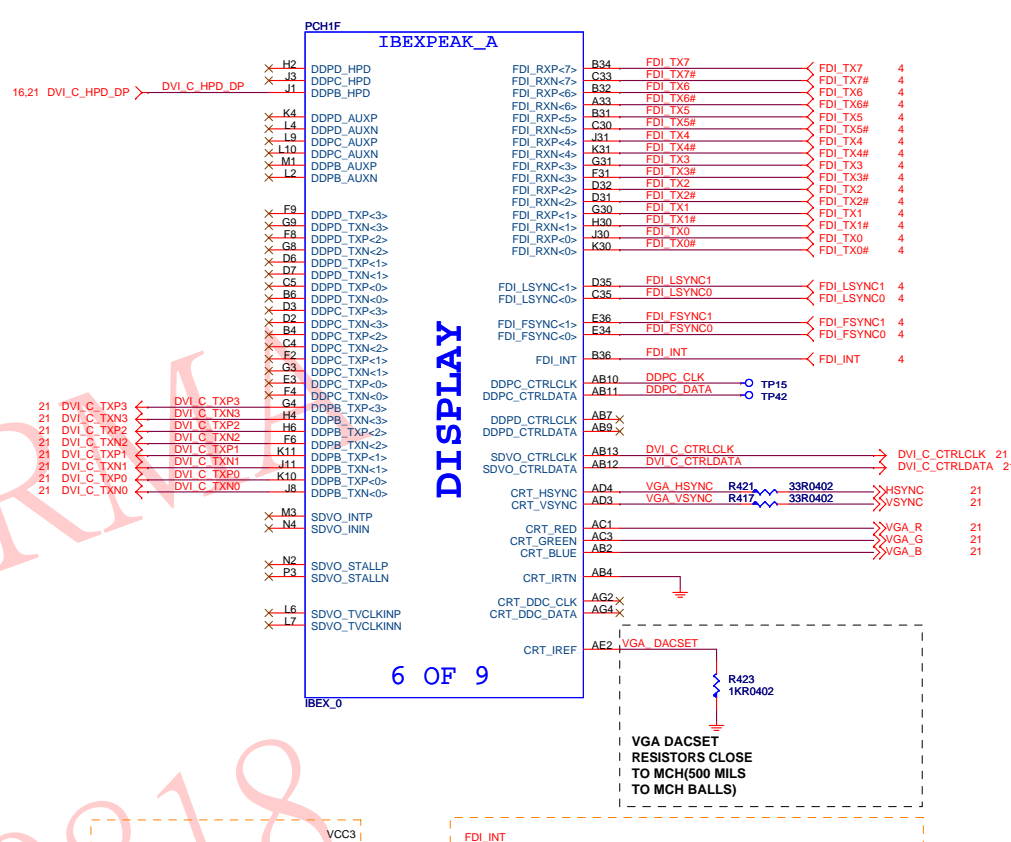 PCH1F
IBEXPEAK_A
H2 DDPD_HPD
J3 DDPC_HPD
16,21 DVI_C_HPD_DP DVI_C_HPD_DP J1 DDPB_HPD
K4 DDPD_AUXP
L4 DDPD_AUXN
L9 DDPC_AUXP
L10 DDPC_AUXN
M1 DDPB_AUXP
L2 DDPB_AUXN
F9 DDPD_TXP<3>
G9 DDPD_TXN<3>
F8 DDPD_TXP<2>
G8 DDPD_TXN<2>
D6 DDPD_TXP<1>
D7 DDPD_TXN<1>
C5 DDPD_TXP<0>
B6 DDPD_TXN<0>
D3 DDPC_TXP<3>
D2 DDPC_TXN<3>
B4 DDPC_TXP<2>
C4 DDPC_TXN<2>
F2 DDPC_TXP<1>
G3 DDPC_TXN<1>
E3 DDPC_TXP<0>
F4 DDPC_TXN<0>
21 DVI_C_TXP3 DVI_C_TXP3 G4 DDPB_TXP<3>
21 DVI_C_TXN3 DVI_C_TXN3 H4 DDPB_TXN<3>
21 DVI_C_TXP2 DVI_C_TXP2 H6 DDPB_TXP<2>
21 DVI_C_TXN2 DVI_C_TXN2 F6 DDPB_TXN<2>
21 DVI_C_TXP1 DVI_C_TXP1 K11 DDPB_TXP<1>
21 DVI_C_TXN1 DVI_C_TXN1 J11 DDPB_TXN<1>
21 DVI_C_TXP0 DVI_C_TXP0 K10 DDPB_TXP<0>
21 DVI_C_TXN0 DVI_C_TXN0 J8 DDPB_TXN<0>
M3 SDVO_INTP
N4 SDVO_ININ
N2 SDVO_STALLP
P3 SDVO_STALLN
L6 SDVO_TVCLKINP
L7 SDVO_TVCLKINN
DISPLAY
6 OF 9
IBEX_0
FDI_RXP<7> B34 FDI_TX7 FDI_TX7 4
FDI_RXN<7> C33 FDI_TX7# FDI_TX7# 4
FDI_RXP<6> B32 FDI_TX6 FDI_TX6 4
FDI_RXN<6> A33 FDI_TX6# FDI_TX6# 4
FDI_RXP<5> B31 FDI_TX5 FDI_TX5 4
FDI_RXN<5> C30 FDI_TX5# FDI_TX5# 4
FDI_RXP<4> J31 FDI_TX4 FDI_TX4 4
FDI_RXN<4> K31 FDI_TX4# FDI_TX4# 4
FDI_RXP<3> G31 FDI_TX3 FDI_TX3 4
FDI_RXN<3> F31 FDI_TX3# FDI_TX3# 4
FDI_RXP<2> D32 FDI_TX2 FDI_TX2 4
FDI_RXN<2> D31 FDI_TX2# FDI_TX2# 4
FDI_RXP<1> G30 FDI_TX1 FDI_TX1 4
FDI_RXN<1> H30 FDI_TX1# FDI_TX1# 4
FDI_RXP<0> J30 FDI_TX0 FDI_TX0 4
FDI_RXN<0> K30 FDI_TX0# FDI_TX0# 4
FDI_LSYNC<1> D35 FDI_LSYNC1 FDI_LSYNC1 4
FDI_LSYNC<0> C35 FDI_LSYNC0 FDI_LSYNC0 4
FDI_FSYNC<1> E36 FDI_FSYNC1 FDI_FSYNC1 4
FDI_FSYNC<0> E34 FDI_FSYNC0 FDI_FSYNC0 4
FDI_INT B36 FDI_INT FDI_INT 4
DDPC_CTRLCLK AB10 DDPC_CLK TP15
DDPC_CTRLDATA AB11 DDPC_DATA TP42
DDPD_CTRLCLK AB7
DDPD_CTRLDATA AB9
SDVO_CTRLCLK AB13 DVI_C_CTRLCLK DVI_C_CTRLCLK 21
SDVO_CTRLDATA AB12 DVI_C_CTRLDATA DVI_C_CTRLDATA 21
CRT_HSYNC AD4 VGA_HSYNC R421 33R0402 HSYNC 21
CRT_VSYNC AD3 VGA_VSYNC R417 33R0402 VSYNC 21
CRT_RED AC1 VGA_R 21
CRT_GREEN AC3 VGA_G 21
CRT_BLUE AB2 VGA_B 21
CRT_IRTN AB4
CRT_DDC_CLK AG2
CRT_DDC_DATA AG4
CRT_IREF AE2 VGA_DACSET
R423
1KR0402
VGA DACSET
RESISTORS CLOSE
TO MCH(500 MILS
TO MCH BALLS)
VCC3
FDI_INT